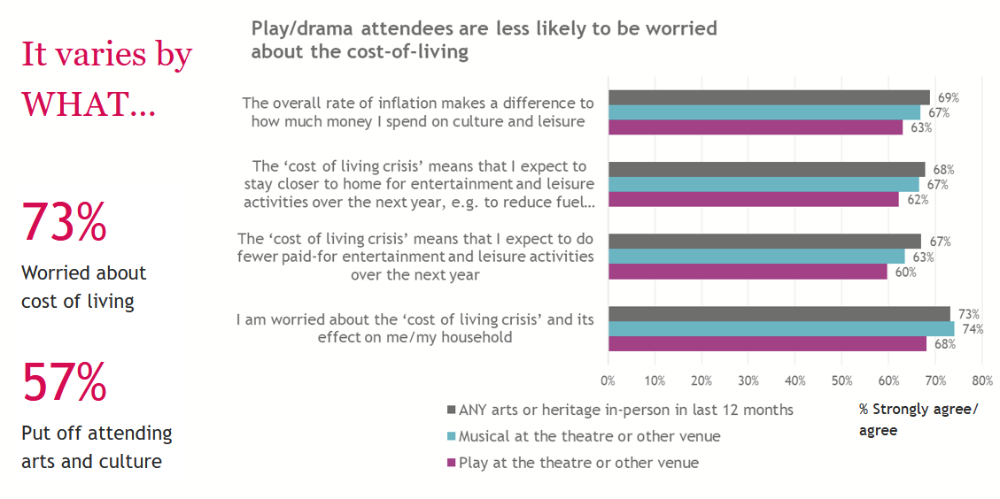 It varies by
WHAT...
73%
Worried about
cost of living
57%
Put off attending
arts and culture
Play/drama attendees are less likely to be worried
about the cost-of-living
The overall rate of inflation makes a difference to
how much money I spend on culture and leisure
69%
67%
63%
The ‘cost of living crisis’ means that I expect to
stay closer to home for entertainment and leisure
activities over the next year, e.g. to reduce fuel...
68%
67%
62%
The ‘cost of living crisis’ means that I expect to do
fewer paid-for entertainment and leisure activities
over the next year
67%
63%
60%
I am worried about the ‘cost of living crisis’ and its
effect on me/my household
73%
74%
68%
0% 10% 20% 30% 40% 50% 60% 70% 80%
ANY arts or heritage in-person in last 12 months
Musical at the theatre or other venue
Play at the theatre or other venue
% Strongly agree/
agree